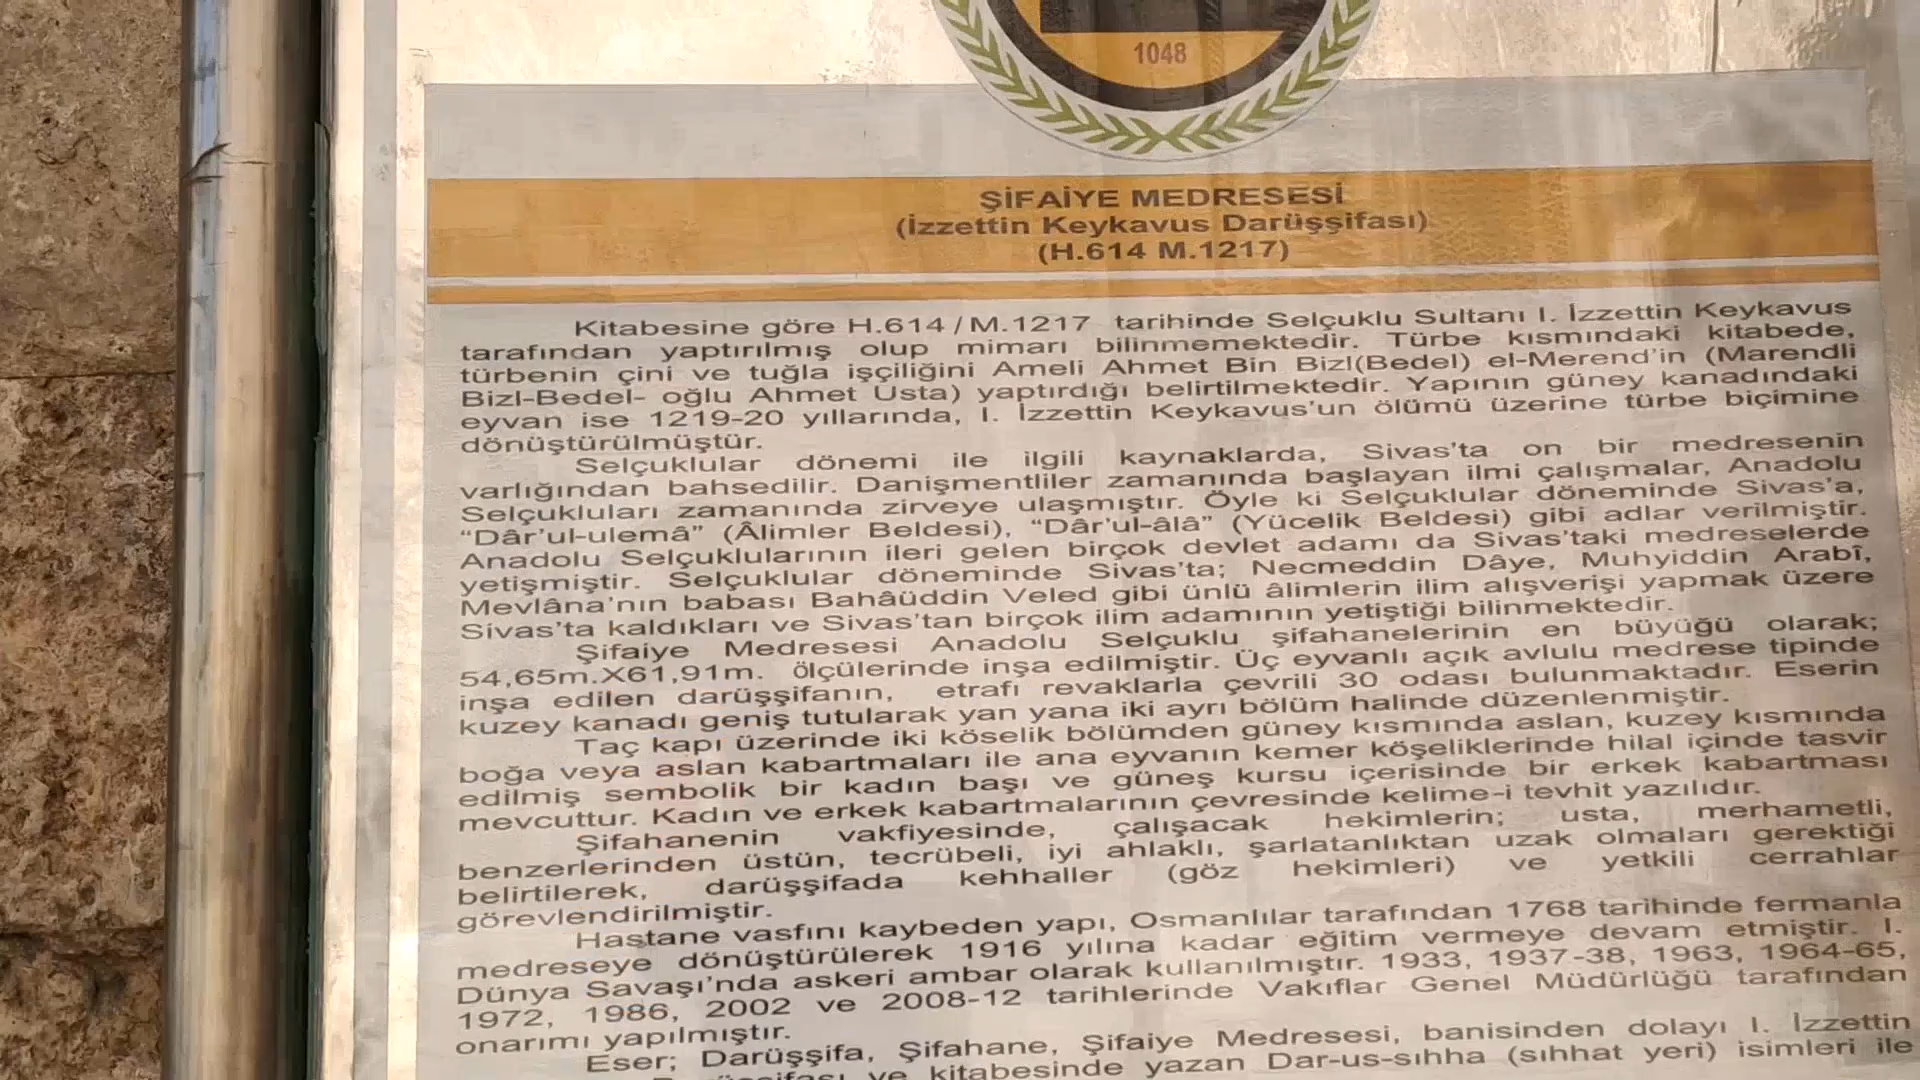 1048
ŞİFAİYE MEDRESESİ
(İzzettin Keykavus Darüşşifası)
(H.614 M.1217)
Kitabesine göre H.614 / M.1217 tarihinde Selçuklu Sultanı I. İzzettin Keykavus
tarafından yaptırılmış olup mimarı bilinmemektedir. Türbe kısmındaki kitabede,
türbenin çini ve tuğla işçiliğini Ameli Ahmet Bin Bizl(Bedel) el-Merend'in (Marendli
Bizl-Bedel- oğlu Ahmet Usta) yaptırdığı belirtilmektedir. Yapının güney kanadındaki
eyvan ise 1219-20 yıllarında, I. İzzettin Keykavus'un ölümü üzerine türbe biçimine
dönüştürülmüştür.
Selçuklular dönemi ile ilgili kaynaklarda, Sivas'ta on bir medresenin
varlığından bahsedilir. Danişmentliler zamanında başlayan ilmi çalışmalar, Anadolu
Selçukluları zamanında zirveye ulaşmıştır. Öyle ki Selçuklular döneminde Sivas'a,
"Dâr'ul-ulemâ" (Âlimler Beldesi), "Dâr'ul-âlâ" (Yücelik Beldesi) gibi adlar verilmiştir.
Anadolu Selçuklularının ileri gelen birçok devlet adamı da Sivas'taki medreselerde
yetişmiştir. Selçuklular döneminde Sivas'ta; Necmeddin Dâye, Muhyiddin Arabî,
Mevlâna'nın babası Bahâüddin Veled gibi ünlü âlimlerin ilim alışverişi yapmak üzere
Sivas'ta kaldıkları ve Sivas'tan birçok ilim adamının yetiştiği bilinmektedir.
Şifaiye Medresesi Anadolu Selçuklu şifahanelerinin en büyüğü olarak;
54,65m.X61,91m. ölçülerinde inşa edilmiştir. Üç eyvanlı açık avlulu medrese tipinde
inşa edilen darüşşifanın, etrafı revaklarla çevrili 30 odası bulunmaktadır. Eserin
kuzey kanadı geniş tutularak yan yana iki ayrı bölüm halinde düzenlenmiştir.
Taç kapı üzerinde iki köselik bölümden güney kısmında aslan, kuzey kısmında
boğa veya aslan kabartmaları ile ana eyvanın kemer köşeliklerinde hilal içinde tasvir
edilmiş sembolik bir kadın başı ve güneş kursu içerisinde bir erkek kabartması
mevcuttur. Kadın ve erkek kabartmalarının çevresinde kelime-i tevhit yazılıdır.
Şifahanenin vakfiyesinde, çalışacak hekimlerin; usta, merhametli,
benzerlerinden üstün, tecrübeli, iyi ahlaklı, şarlatanlıktan uzak olmaları gerektiği
belirtilerek, darüşşifada kehhaller (göz hekimleri) ve yetkili cerrahlar
görevlendirilmiştir.
Hastane vasfını kaybeden yapı, Osmanlılar tarafından 1768 tarihinde fermanla
medreseye dönüştürülerek 1916 yılına kadar eğitim vermeye devam etmiştir. I.
Dünya Savaşı'nda askeri ambar olarak kullanılmıştır. 1933, 1937-38, 1963, 1964-65,
1972, 1986, 2002 ve 2008-12 tarihlerinde Vakıflar Genel Müdürlüğü tarafından
onarımı yapılmıştır.
Eser; Darüşşifa, Şifahane, Şifaiye Medresesi, banisinden dolayı I. İzzettin
ve kitabesinde yazan Dar-us-sıhha (sıhhat yeri) isimleri ile